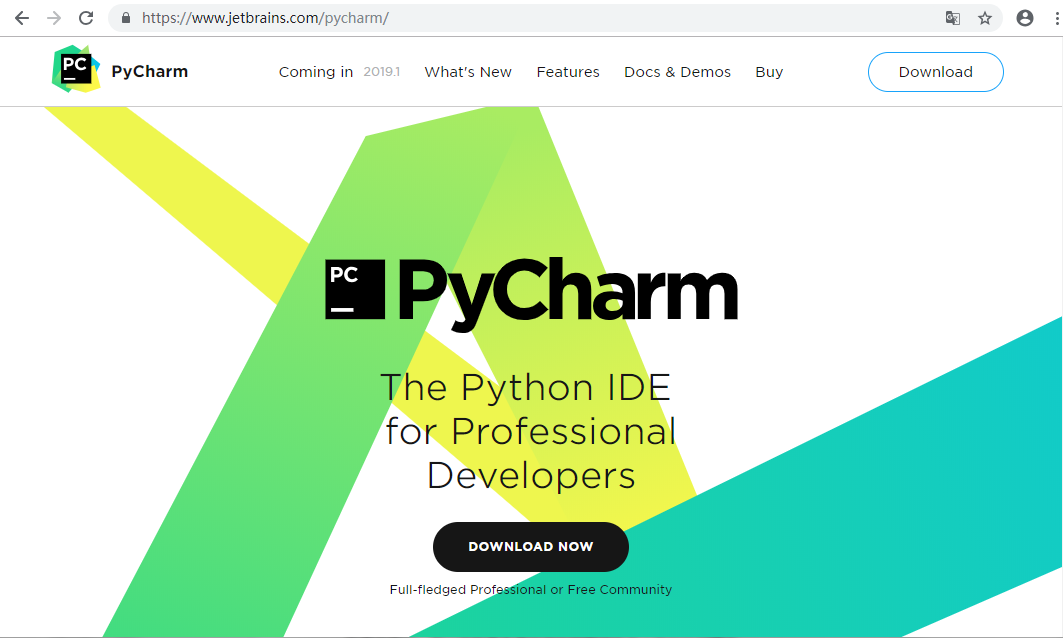 https://www.jetbrains.com/pycharm/
PC
PyCharm
Coming in 2019.1
What's New
Features
Docs & Demos
Buy
Download
PC
PyCharm
The Python IDE
for Professional
Developers
DOWNLOAD NOW
Full-fledged Professional or Free Community